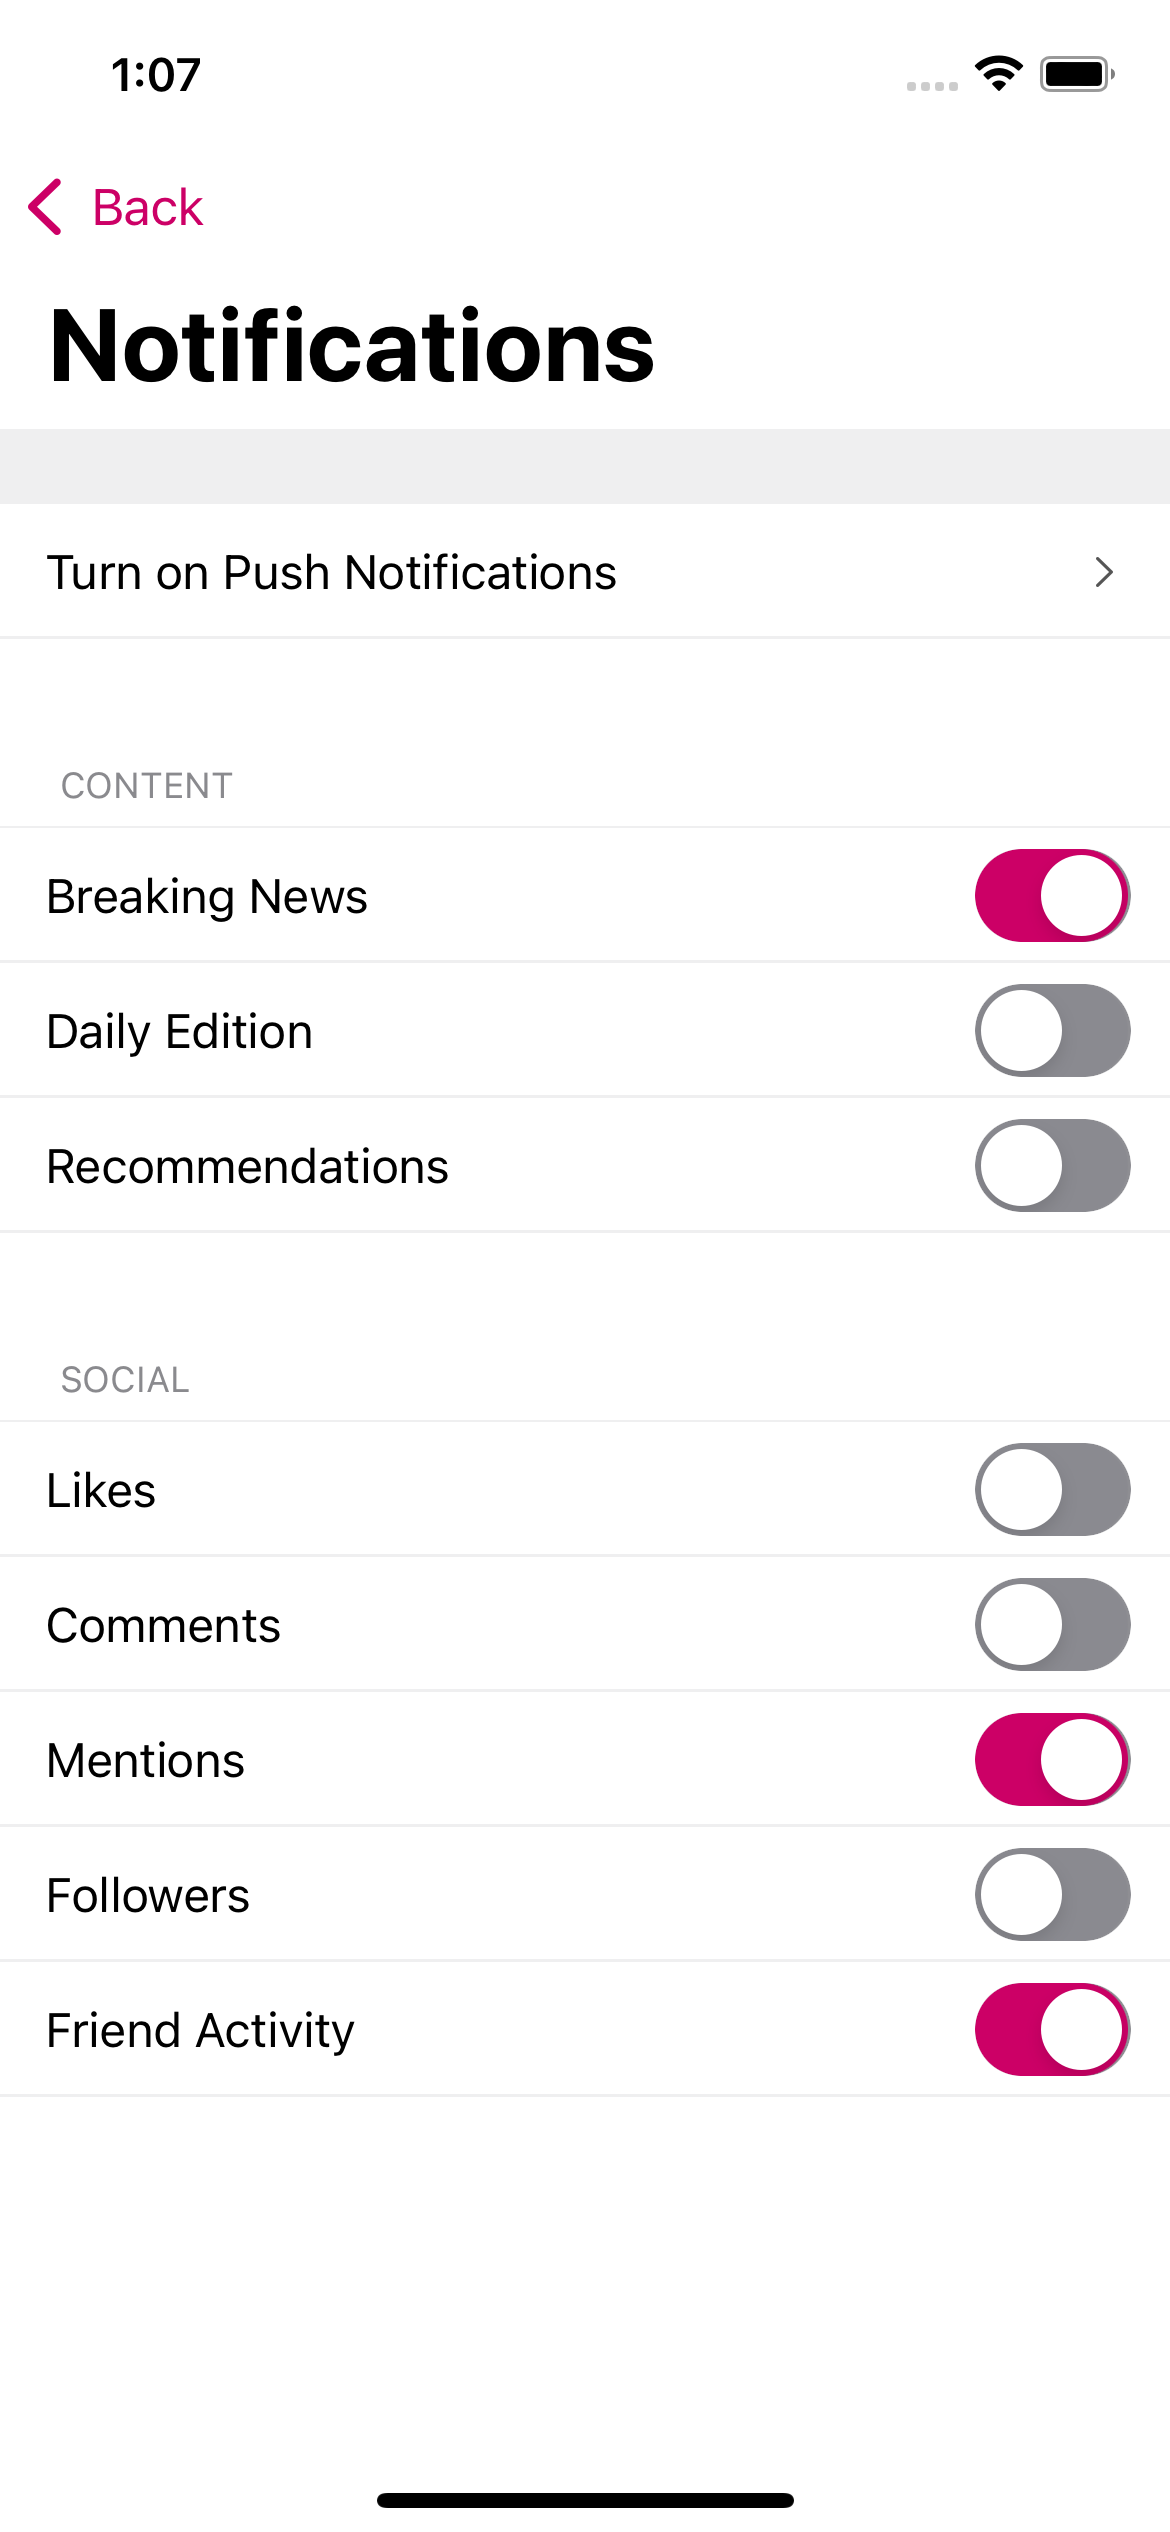 1:07
Back
Notifications
Turn on Push Notifications
CONTENT
Breaking News
Daily Edition
Recommendations
SOCIAL
Likes
Comments
Mentions
Followers
Friend Activity